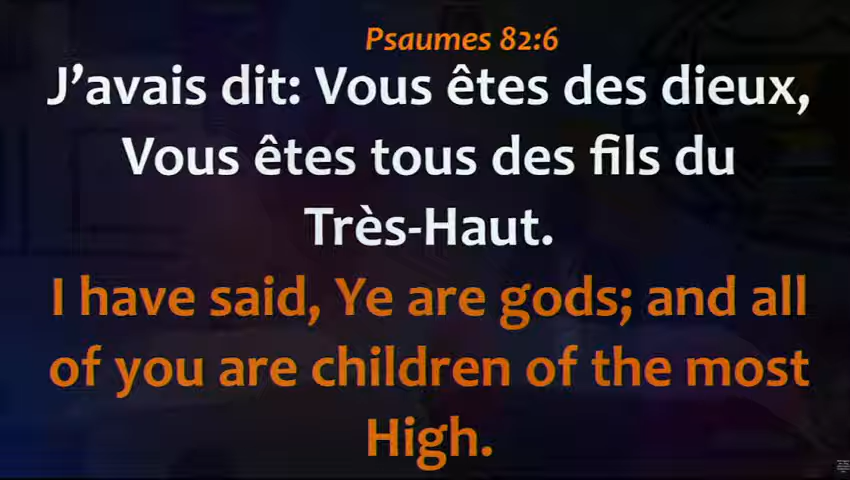 Psaumes 82:6
J’avais dit: Vous êtes des dieux,
Vous êtes tous des fils du
Très-Haut.
I have said, Ye are gods; and all
of you are children of the most
High.